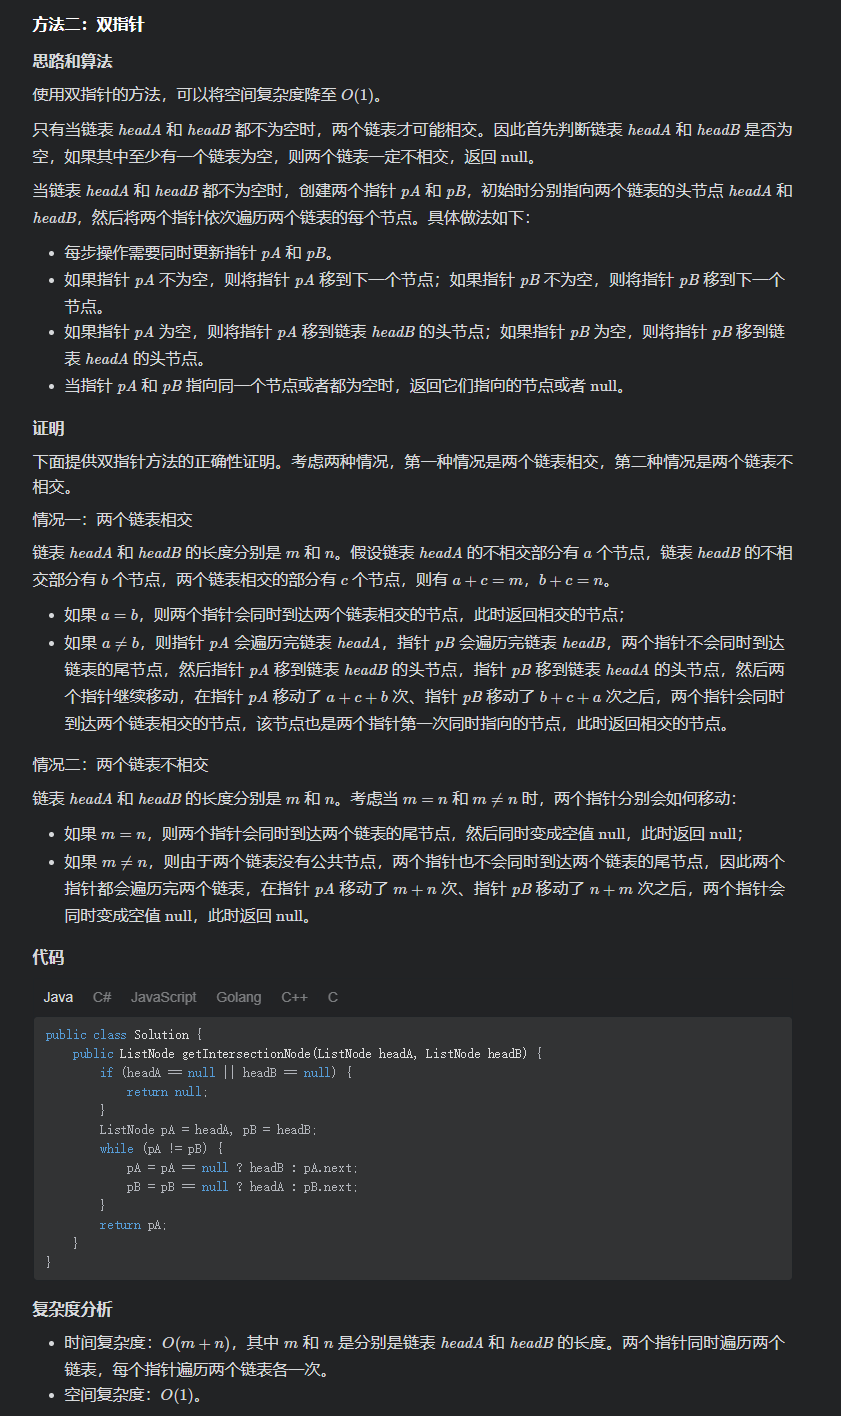 方法二：双指针
思路和算法
使用双指针的方法，可以将空间复杂度降至 O(1)。
只有当链表 headA 和 headB 都不为空时，两个链表才可能相交。因此首先判断链表 headA 和 headB 是否为
空，如果其中至少有一个链表为空，则两个链表一定不相交，返回 null。
当链表 headA 和 headB 都不为空时，创建两个指针 pA 和 pB，初始时分别指向两个链表的头节点 headA 和
headB，然后将两个指针依次遍历两个链表的每个节点。具体做法如下：
• 每步操作需要同时更新指针 pA 和 pB。
• 如果指针 pA 不为空，则将指针 pA 移到下一个节点；如果指针 pB 不为空，则将指针 pB 移到下一个
节点。
• 如果指针 pA 为空，则将指针 pA 移到链表 headB 的头节点；如果指针 pB 为空，则将指针 pB 移到链
表 headA 的头节点。
• 当指针 pA 和 pB 指向同一个节点或者都为空时，返回它们指向的节点或者 null。
证明
下面提供双指针方法的正确性证明。考虑两种情况，第一种情况是两个链表相交，第二种情况是两个链表不
相交。
情况一：两个链表相交
链表 headA 和 headB 的长度分别是 m 和 n。假设链表 headA 的不相交部分有 a 个节点，链表 headB 的不相
交部分有 b 个节点，两个链表相交的部分有 c 个节点，则有 a + c = m，b + c = n。
• 如果 a = b，则两个指针会同时到达两个链表相交的节点，此时返回相交的节点；
• 如果 a ≠ b，则指针 pA 会遍历完链表 headA，指针 pB 会遍历完链表 headB，两个指针不会同时到达
链表的尾节点，然后指针 pA 移到链表 headB 的头节点，指针 pB 移到链表 headA 的头节点，然后两
个指针继续移动，在指针 pA 移动了 a + c + b 次、指针 pB 移动了 b + c + a 次之后，两个指针会同时
到达两个链表相交的节点，该节点也是两个指针第一次同时指向的节点，此时返回相交的节点。
情况二：两个链表不相交
链表 headA 和 headB 的长度分别是 m 和 n。考虑当 m = n 和 m ≠ n 时，两个指针分别会如何移动：
• 如果 m = n，则两个指针会同时到达两个链表的尾节点，然后同时变成空值 null，此时返回 null；
• 如果 m ≠ n，则由于两个链表没有公共节点，两个指针也不会同时到达两个链表的尾节点，因此两个
指针都会遍历完两个链表，在指针 pA 移动了 m + n 次、指针 pB 移动了 n + m 次之后，两个指针会
同时变成空值 null，此时返回 null。
代码
Java C# JavaScript Golang C++ C
public class Solution {
    public ListNode getIntersectionNode(ListNode headA, ListNode headB) {
        if (headA == null || headB == null) {
            return null;
        }
        ListNode pA = headA, pB = headB;
        while (pA != pB) {
            pA = pA == null ? headB : pA.next;
            pB = pB == null ? headA : pB.next;
        }
        return pA;
    }
}
复杂度分析
• 时间复杂度：O(m + n)，其中 m 和 n 是分别是链表 headA 和 headB 的长度。两个指针同时遍历两个
链表，每个指针遍历两个链表各一次。
• 空间复杂度：O(1)。